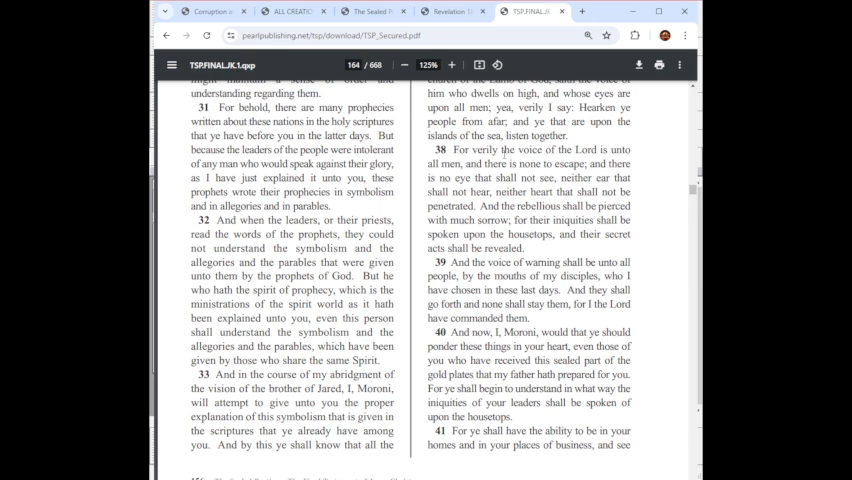 Corruption a
ALL CREATIO
The Sealed P
Revelation 1
TSP.FINAL.JK.1
pearlpublishing.net/tsp/download/TSP_Secured.pdf
TSP.FINAL.JK.1.qxp
164 / 668
125%
might maintain a sense of order and
understanding regarding them.
31 For behold, there are many prophecies
written about these nations in the holy scriptures
that ye have before you in the latter days. But
because the leaders of the people were intolerant
of any man who would speak against their glory,
as I have just explained it unto you, these
prophets wrote their prophecies in symbolism
and in allegories and in parables.
32 And when the leaders, or their priests,
read the words of the prophets, they could
not understand the symbolism and the
allegories and the parables that were given
unto them by the prophets of God. But he
who hath the spirit of prophecy, which is the
ministrations of the spirit world as it hath
been explained unto you, even this person
shall understand the symbolism and the
allegories and the parables, which have been
given by those who share the same Spirit.
33 And in the course of my abridgment of
the vision of the brother of Jared, I, Moroni,
will attempt to give unto you the proper
explanation of this symbolism that is given in
the scriptures that ye already have among
you. And by this ye shall know that all the
church of the Lamb of God, saith the voice of
him who dwells on high, and whose eyes are
upon all men; yea, verily I say: Hearken ye
people from afar; and ye that are upon the
islands of the sea, listen together.
38 For verily the voice of the Lord is unto
all men, and there is none to escape; and there
is no eye that shall not see, neither ear that
shall not hear, neither heart that shall not be
penetrated. And the rebellious shall be pierced
with much sorrow; for their iniquities shall be
spoken upon the housetops, and their secret
acts shall be revealed.
39 And the voice of warning shall be unto all
people, by the mouths of my disciples, who I
have chosen in these last days. And they shall
go forth and none shall stay them, for I the Lord
have commanded them.
40 And now, I, Moroni, would that ye should
ponder these things in your heart, even those of
you who have received this sealed part of the
gold plates that my father hath prepared for you.
For ye shall begin to understand in what way the
iniquities of your leaders shall be spoken of
upon the housetops.
41 For ye shall have the ability to be in your
homes and in your places of business, and see